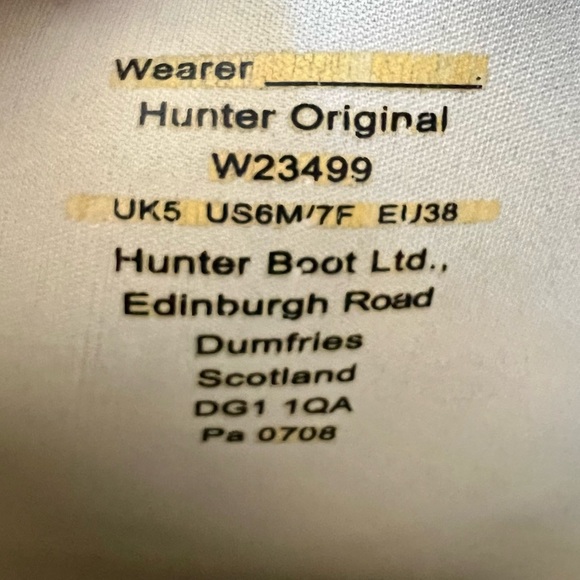 Wearer ____________.
Hunter Original
W23499
UK5 US6M/7F EU38
Hunter Boot Ltd.,
Edinburgh Road
Dumfries
Scotland
DG1 1QA
Pa 0708